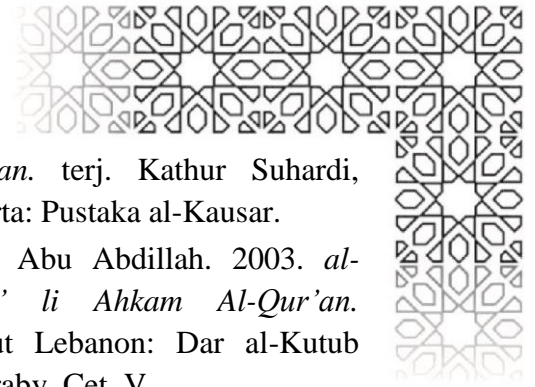 an. terj. Kathur Suhardi,
rta: Pustaka al-Kausar.
Abu Abdillah. 2003. al-
’ li Ahkam Al-Qur’an.
ut Lebanon: Dar al-Kutub
raby, Cet. V.